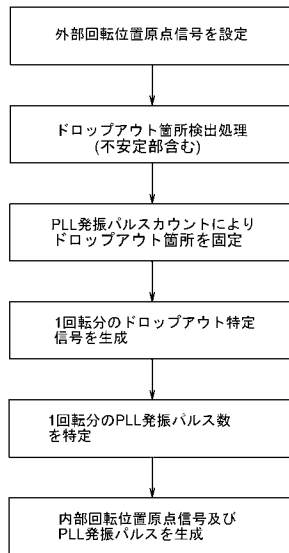 外部回転位置原点信号を設定
ドロップアウト箇所検出処理
(不安定部含む)
PLL発振パルスカウントにより
ドロップアウト箇所を固定
1回転分のドロップアウト特定
信号を生成
1回転分のPLL発振パルス数
を特定
内部回転位置原点信号及び
PLL発振パルスを生成